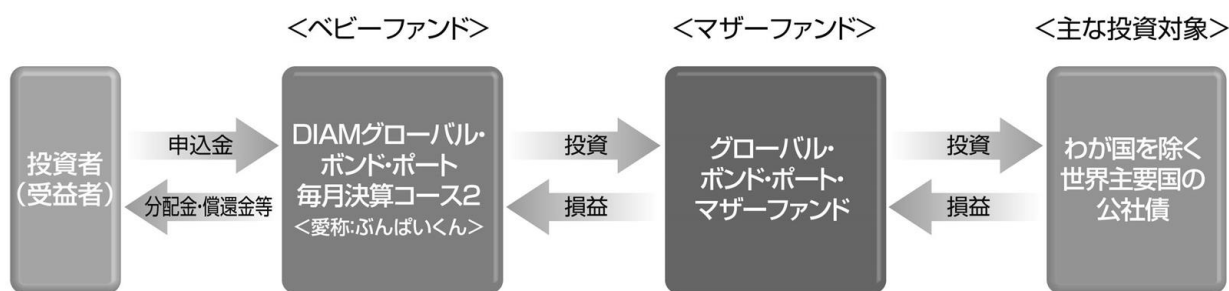 ＜ベビーファンド＞
＜マザーファンド＞
＜主な投資対象＞
投資者
（受益者）
申込金
分配金・償還金等
DIAMグローバル・
ボンド・ポート
毎月決算コース2
＜愛称：ぶんぱいくん＞
投資
損益
グローバル・
ボンド・ポート・
マザーファンド
投資
損益
わが国を除く
世界主要国の
公社債